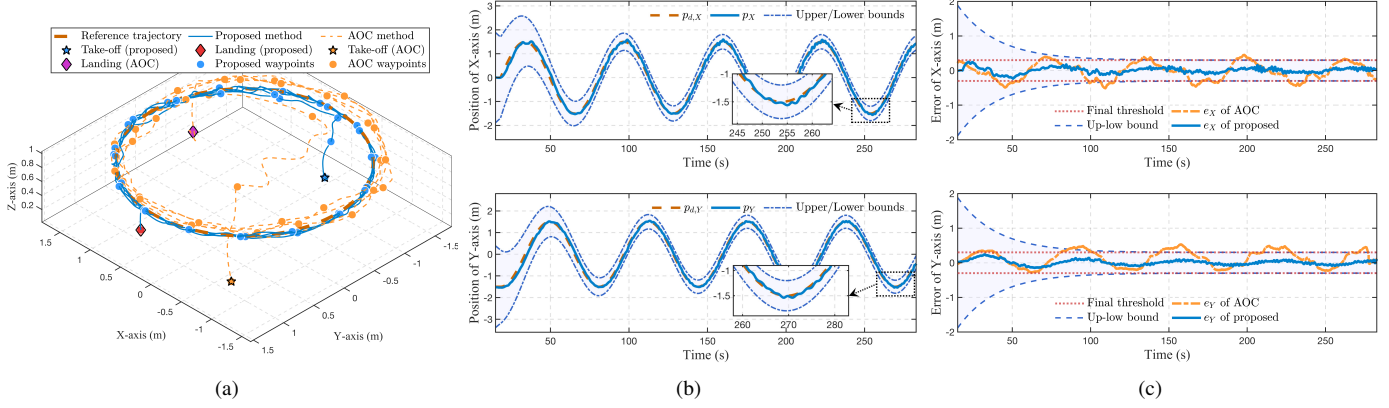 Reference trajectory Proposed method AOC method
Take-off (proposed) Landing (proposed) Take-off (AOC)
Landing (AOC) Proposed waypoints AOC waypoints
Z-axis (m)
1
0.8
0.6
0.4
0.2
1.5
1
0.5
0
-0.5
-1
-1.5
X-axis (m)
1.5
1
0.5
0
-0.5
-1
-1.5
Y-axis (m)
(a)
Position of X-axis (m)
3
2
1
0
-1
-2
p_{d,X} p_X Upper/Lower bounds
-1
-1.5
245 250 255 260
50 100 150 200 250
Time (s)
Position of Y-axis (m)
2
1
0
-1
-2
-3
p_{d,Y} p_Y Upper/Lower bounds
-1
-1.5
260 270 280
50 100 150 200 250
Time (s)
(b)
Error of X-axis (m)
2
1
0
-1
-2
Final threshold e_X of AOC
Up-low bound e_X of proposed
50 100 150 200 250
Time (s)
Error of Y-axis (m)
2
1
0
-1
-2
Final threshold e_Y of AOC
Up-low bound e_Y of proposed
50 100 150 200 250
Time (s)
(c)